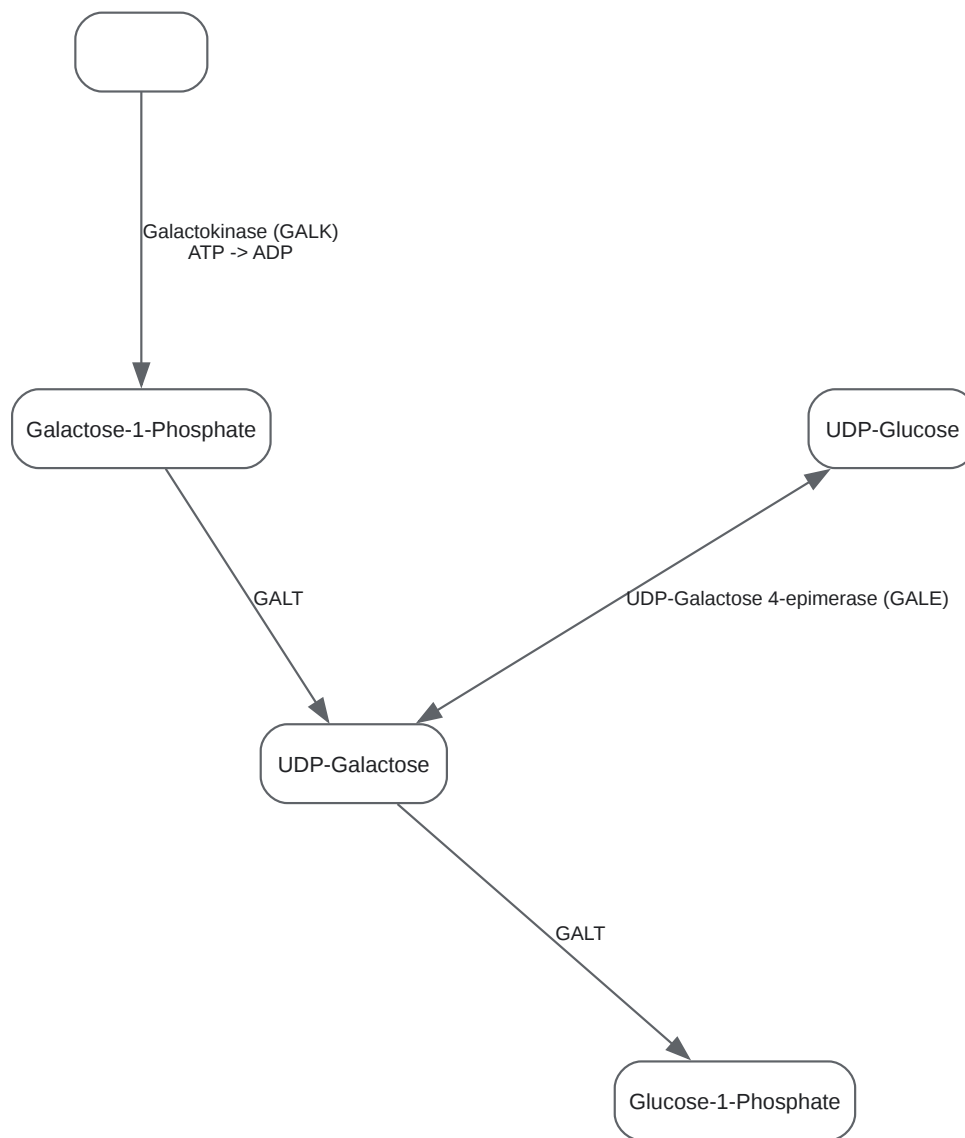 Galactokinase (GALK)
ATP -> ADP
Galactose-1-Phosphate
UDP-Glucose
GALT
UDP-Galactose 4-epimerase (GALE)
UDP-Galactose
GALT
Glucose-1-Phosphate